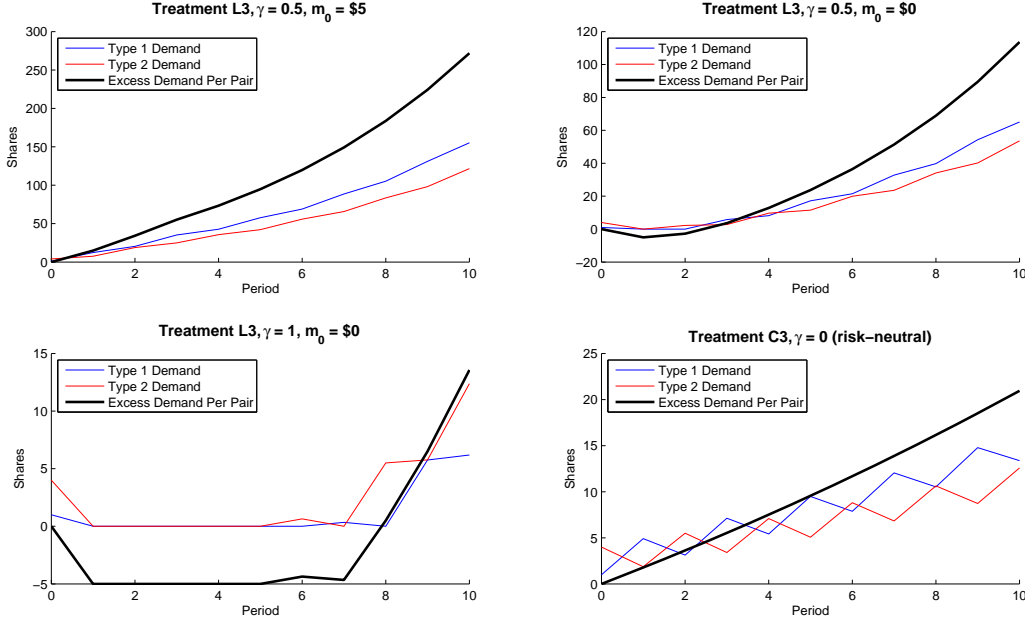 Treatment L3, γ = 0.5, m₀ = $5
300
250
200
150
100
50
0
Shares
Type 1 Demand
Type 2 Demand
Excess Demand Per Pair
0 2 4 6 8 10
Period
Treatment L3, γ = 0.5, m₀ = $0
120
100
80
60
40
20
0
−20
Shares
Type 1 Demand
Type 2 Demand
Excess Demand Per Pair
0 2 4 6 8 10
Period
Treatment L3, γ = 1, m₀ = $0
15
10
5
0
−5
Shares
Type 1 Demand
Type 2 Demand
Excess Demand Per Pair
0 2 4 6 8 10
Period
Treatment C3, γ = 0 (risk−neutral)
25
20
15
10
5
0
Shares
Type 1 Demand
Type 2 Demand
Excess Demand Per Pair
0 2 4 6 8 10
Period